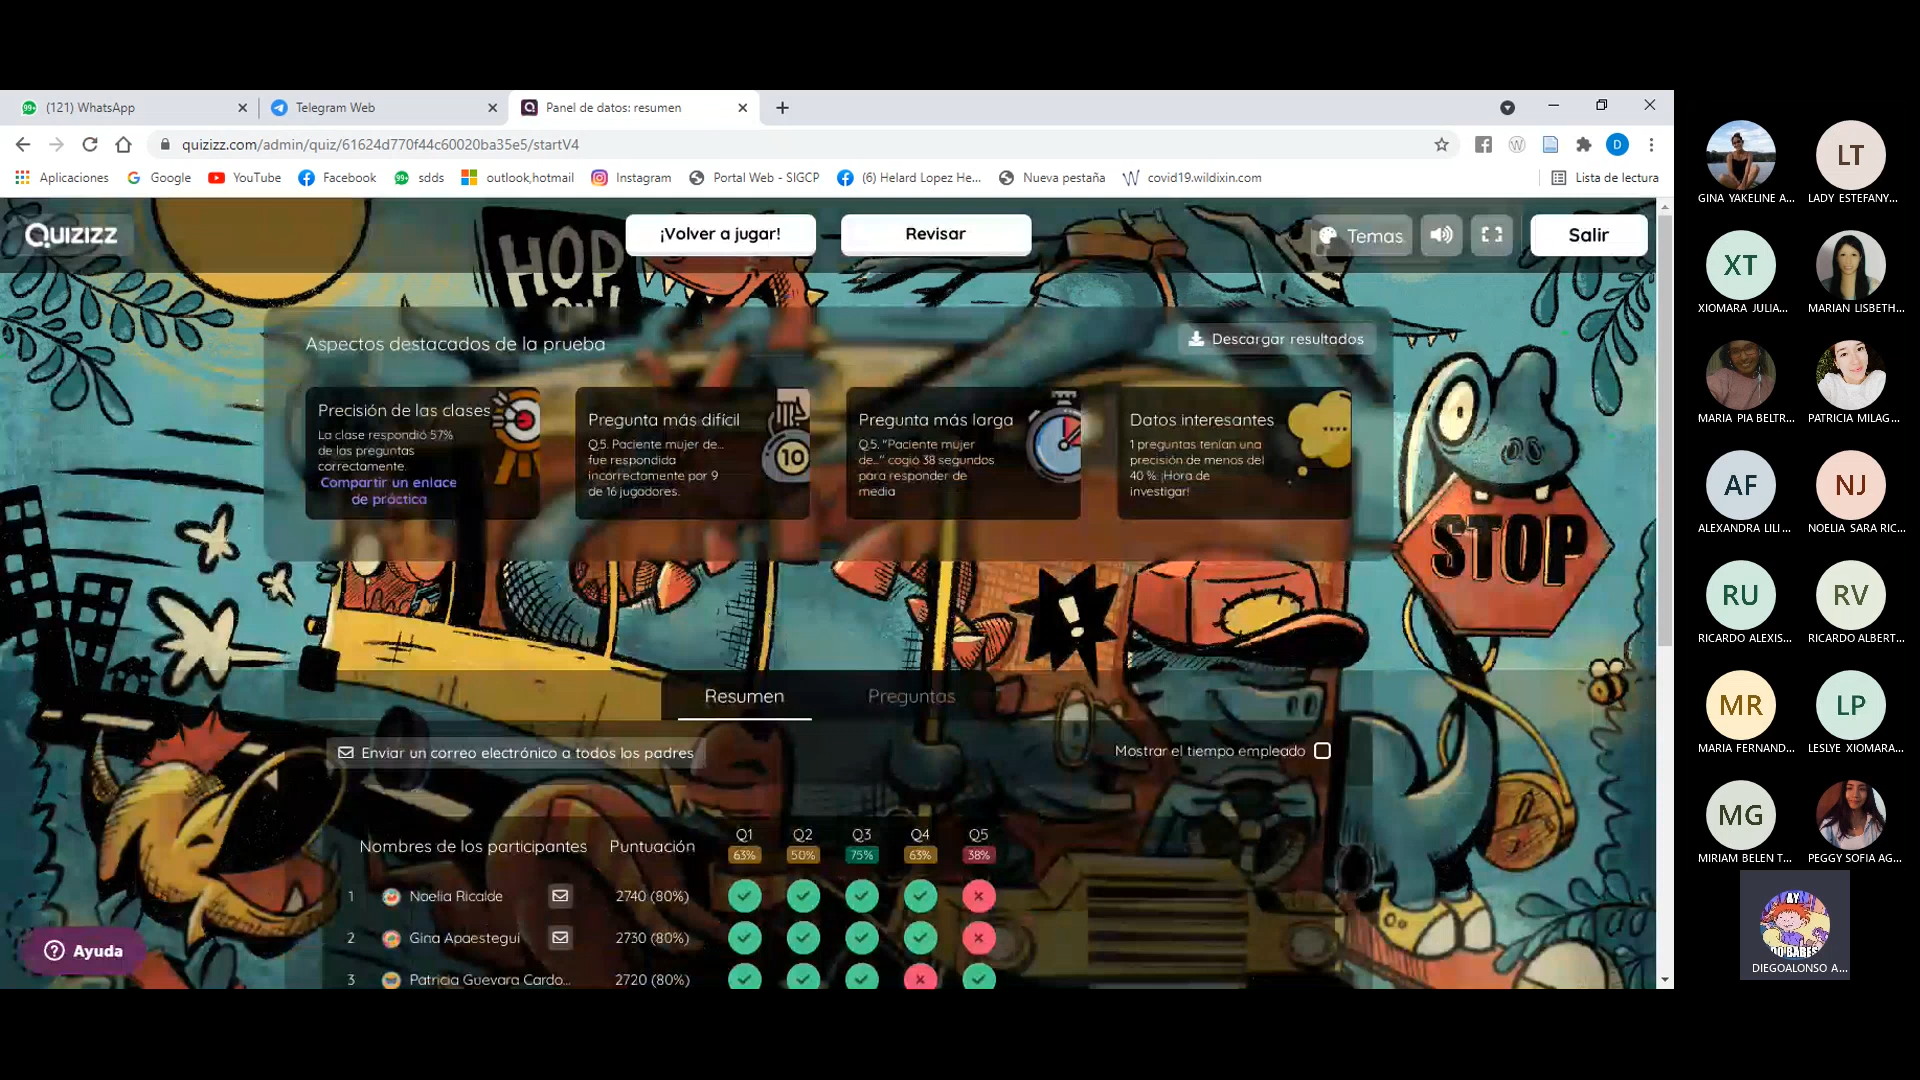 (121) WhatsApp
Telegram Web
Panel de datos: resumen
quizizz.com/admin/quiz/61624d770f44c60020ba35e5/startV4
D
Aplicaciones
Google
YouTube
Facebook
sdds
outlook,hotmail
Instagram
Portal Web - SIGCP
(6) Helard Lopez He...
Nueva pestaña
covid19.wildixin.com
Lista de lectura
Quizizz
¡Volver a jugar!
Revisar
Temas
Salir
HOP
ON!
Aspectos destacados de la prueba
Descargar resultados
Precisión de las clases
La clase respondió 57%
de las preguntas
correctamente.
Compartir un enlace
de práctica
Pregunta más difícil
Q.5. Paciente mujer de...
fue respondida
incorrectamente por 9
de 16 jugadores.
10
Pregunta más larga
Q.5. "Paciente mujer
de..." cogió 38 segundos
para responder de
media
Datos interesantes
1 preguntas tenían una
precisión de menos del
40 %. ¡Hora de
investigar!
STOP
!
Resumen
Preguntas
Enviar un correo electrónico a todos los padres
Mostrar el tiempo empleado
Nombres de los participantes
Puntuación
Q1
Q2
Q3
Q4
Q5
63%
50%
75%
63%
38%
1 Noelia Ricalde 2740 (80%)
2 Gina Apaestegui 2730 (80%)
3 Patricia Guevara Cardo... 2720 (80%)
Ayuda
GINA YAKELINE A...
LT
LADY ESTEFANY...
XT
XIOMARA JULIA...
MARIAN LISBETH...
MARIA PIA BELTR...
PATRICIA MILAG...
AF
ALEXANDRA LILI ...
NJ
NOELIA SARA RIC...
RU
RICARDO ALEXIS...
RV
RICARDO ALBERT...
MR
MARIA FERNAND...
LP
LESLYE XIOMARA...
MG
MIRIAM BELEN T...
PEGGY SOFIA AG...
AY
DIEGOALONSO A...